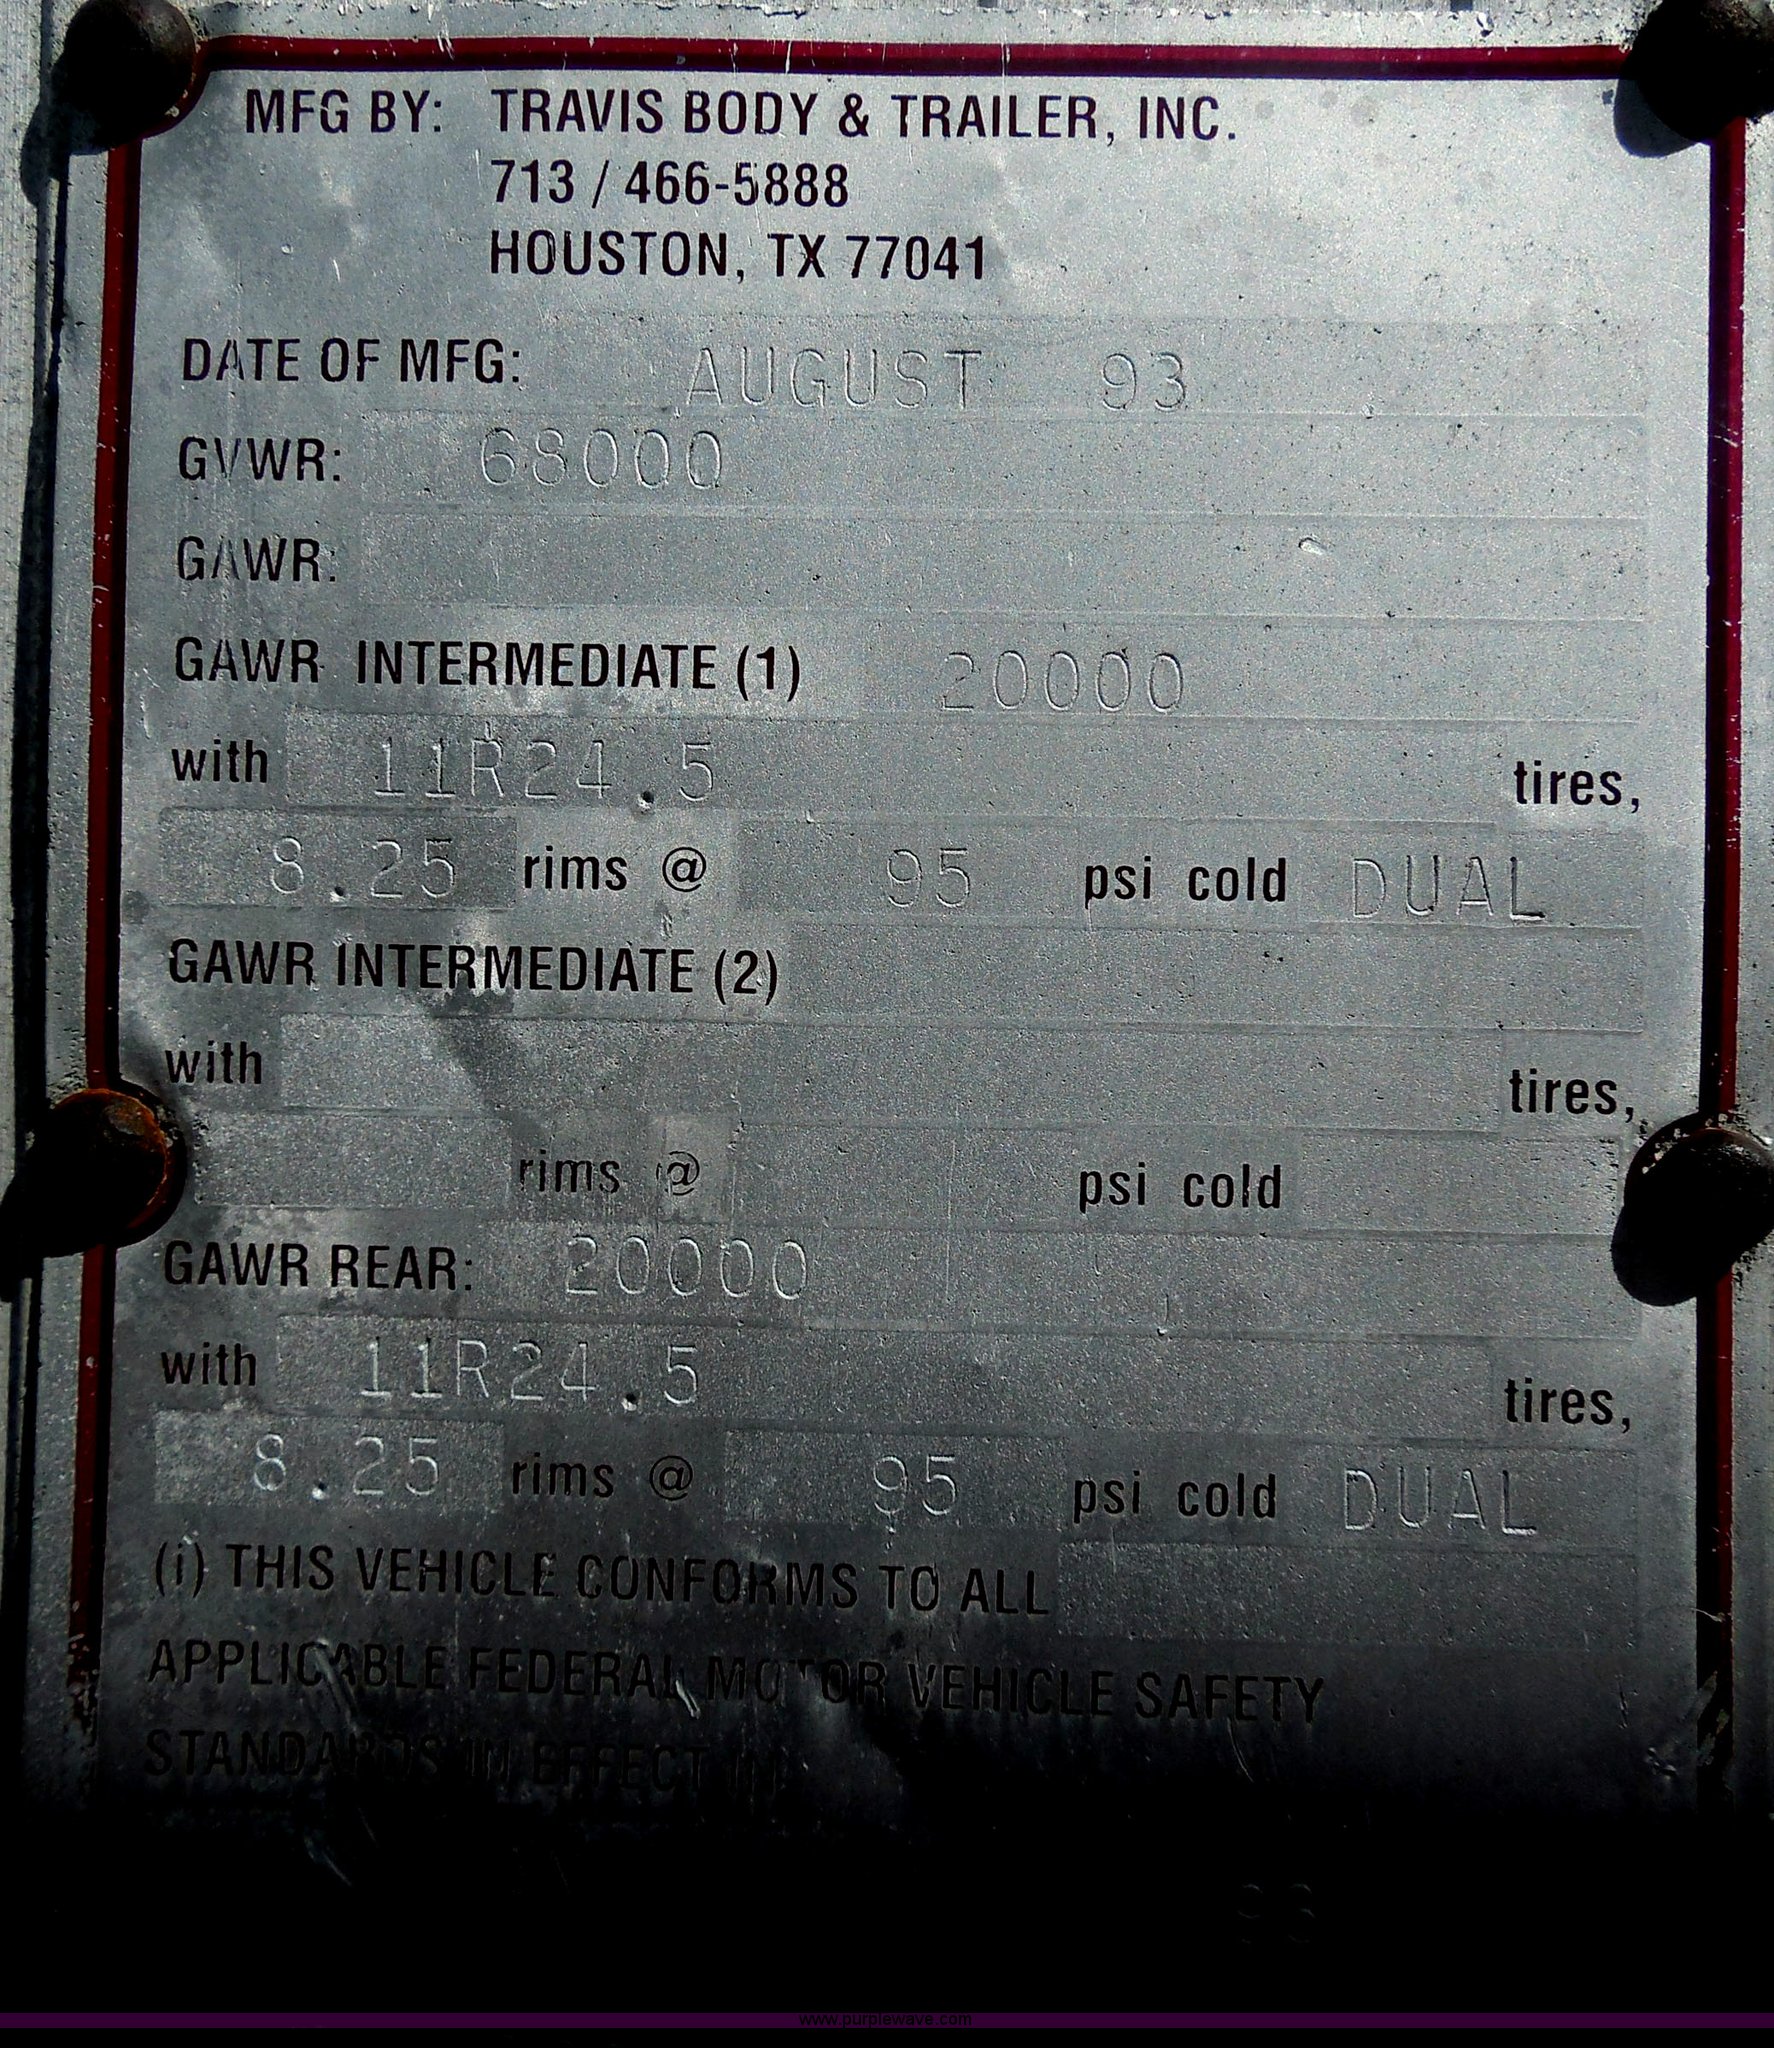 MFG BY: TRAVIS BODY & TRAILER, INC.
713 / 466-5888
HOUSTON, TX 77041
DATE OF MFG: AUGUST 93
GVWR: 68000
GAWR:
GAWR INTERMEDIATE (1) 20000
with 11R24.5 tires,
8.25 rims @ 95 psi cold DUAL
GAWR INTERMEDIATE (2)
with tires,
rims @ psi cold
GAWR REAR: 20000
with 11R24.5 tires,
8.25 rims @ 95 psi cold DUAL
(i) THIS VEHICLE CONFORMS TO ALL
APPLICABLE FEDERAL MOTOR VEHICLE SAFETY
STANDARDS IN EFFECT IN
www.purplewave.com